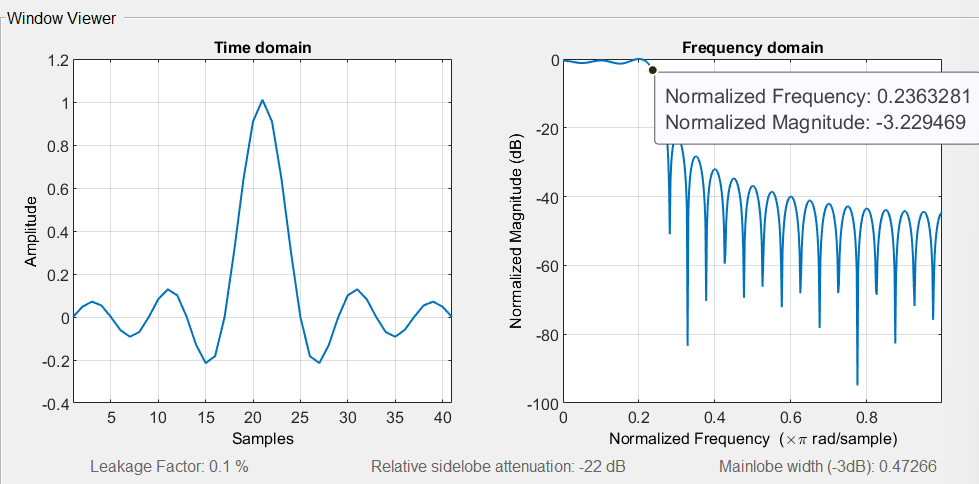 Window Viewer
Time domain
Frequency domain
1.2
1
0.8
0.6
0.4
0.2
0
-0.2
-0.4
Amplitude
5
10
15
20
25
30
35
40
Samples
0
-20
-40
-60
-80
-100
Normalized Magnitude (dB)
Normalized Frequency: 0.2363281
Normalized Magnitude: -3.229469
0
0.2
0.4
0.6
0.8
Normalized Frequency (×π rad/sample)
Leakage Factor: 0.1 %
Relative sidelobe attenuation: -22 dB
Mainlobe width (-3dB): 0.47266